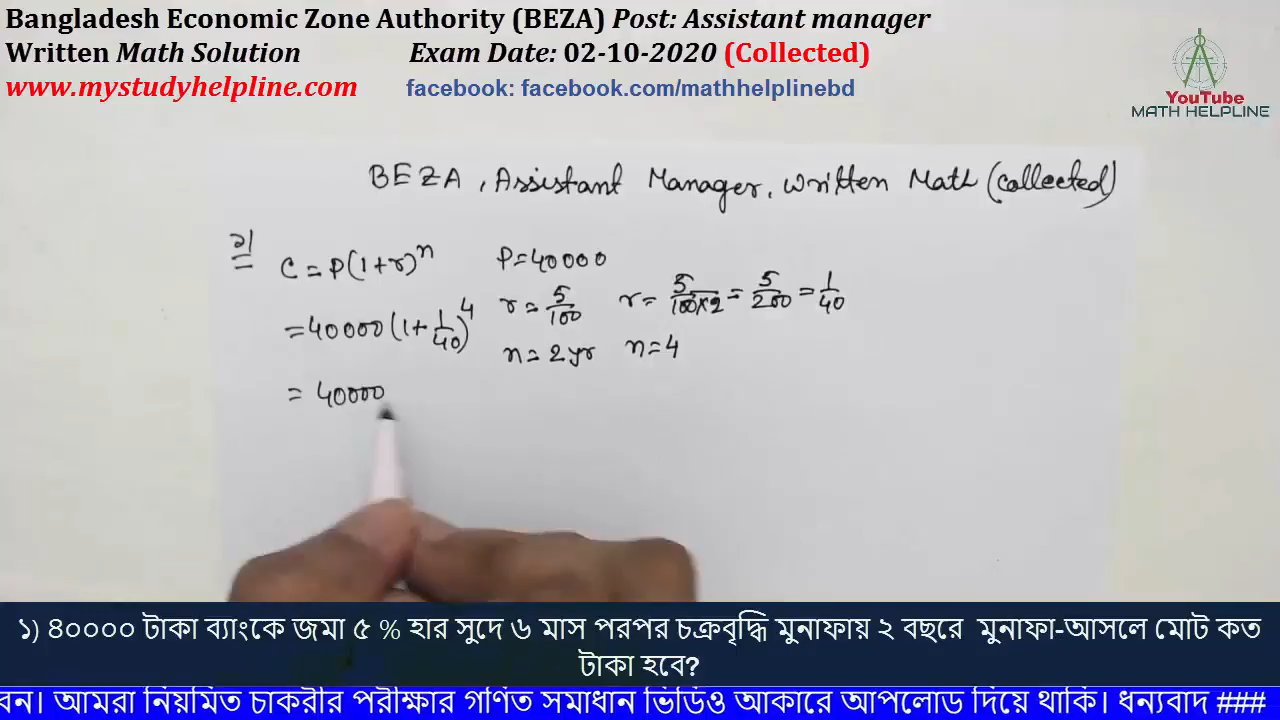 Bangladesh Economic Zone Authority (BEZA) Post: Assistant manager
Written Math Solution Exam Date: 02-10-2020 (Collected)
www.mystudyhelpline.com facebook: facebook.com/mathhelplinebd
YouTube
MATH HELPLINE
BEZA, Assistant Manager, Written Math (collected)
১। C = P(1+r)^n P=40000
= 40000(1+1/40)^4 r = 5/100 r = 5/100×2 = 5/200 = 1/40
n = 2 yr n = 4
= 40000
১) ৪০০০০ টাকা ব্যাংকে জমা ৫ % হার সুদে ৬ মাস পরপর চক্রবৃদ্ধি মুনাফায় ২ বছরে মুনাফা-আসলে মোট কত
টাকা হবে?
বন। আমরা নিয়মিত চাকরীর পরীক্ষার গণিত সমাধান ভিডিও আকারে আপলোড দিয়ে থাকি। ধন্যবাদ ###